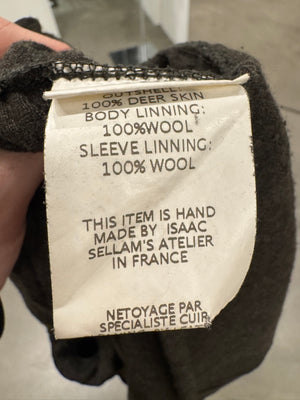 OUTSHELL:
100% DEER SKIN
BODY LINNING:
100%WOOL
SLEEVE LINNING:
100% WOOL
THIS ITEM IS HAND
MADE BY ISAAC
SELLAM'S ATELIER
IN FRANCE
NETOYAGE PAR
SPECIALISTE CUIR